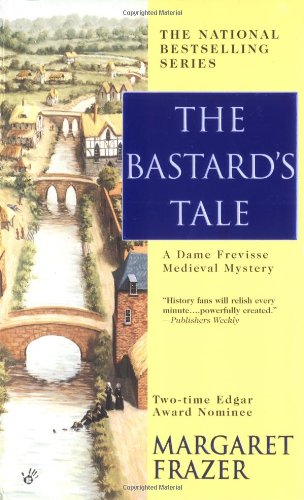 THE NATIONAL
BESTSELLING
SERIES
THE
BASTARD'S
TALE
A Dame Frevisse
Medieval Mystery
"History fans will relish every
minute....powerfully created."
Publishers Weekly
Two-time Edgar
Award Nominee
MARGARET
FRAZER